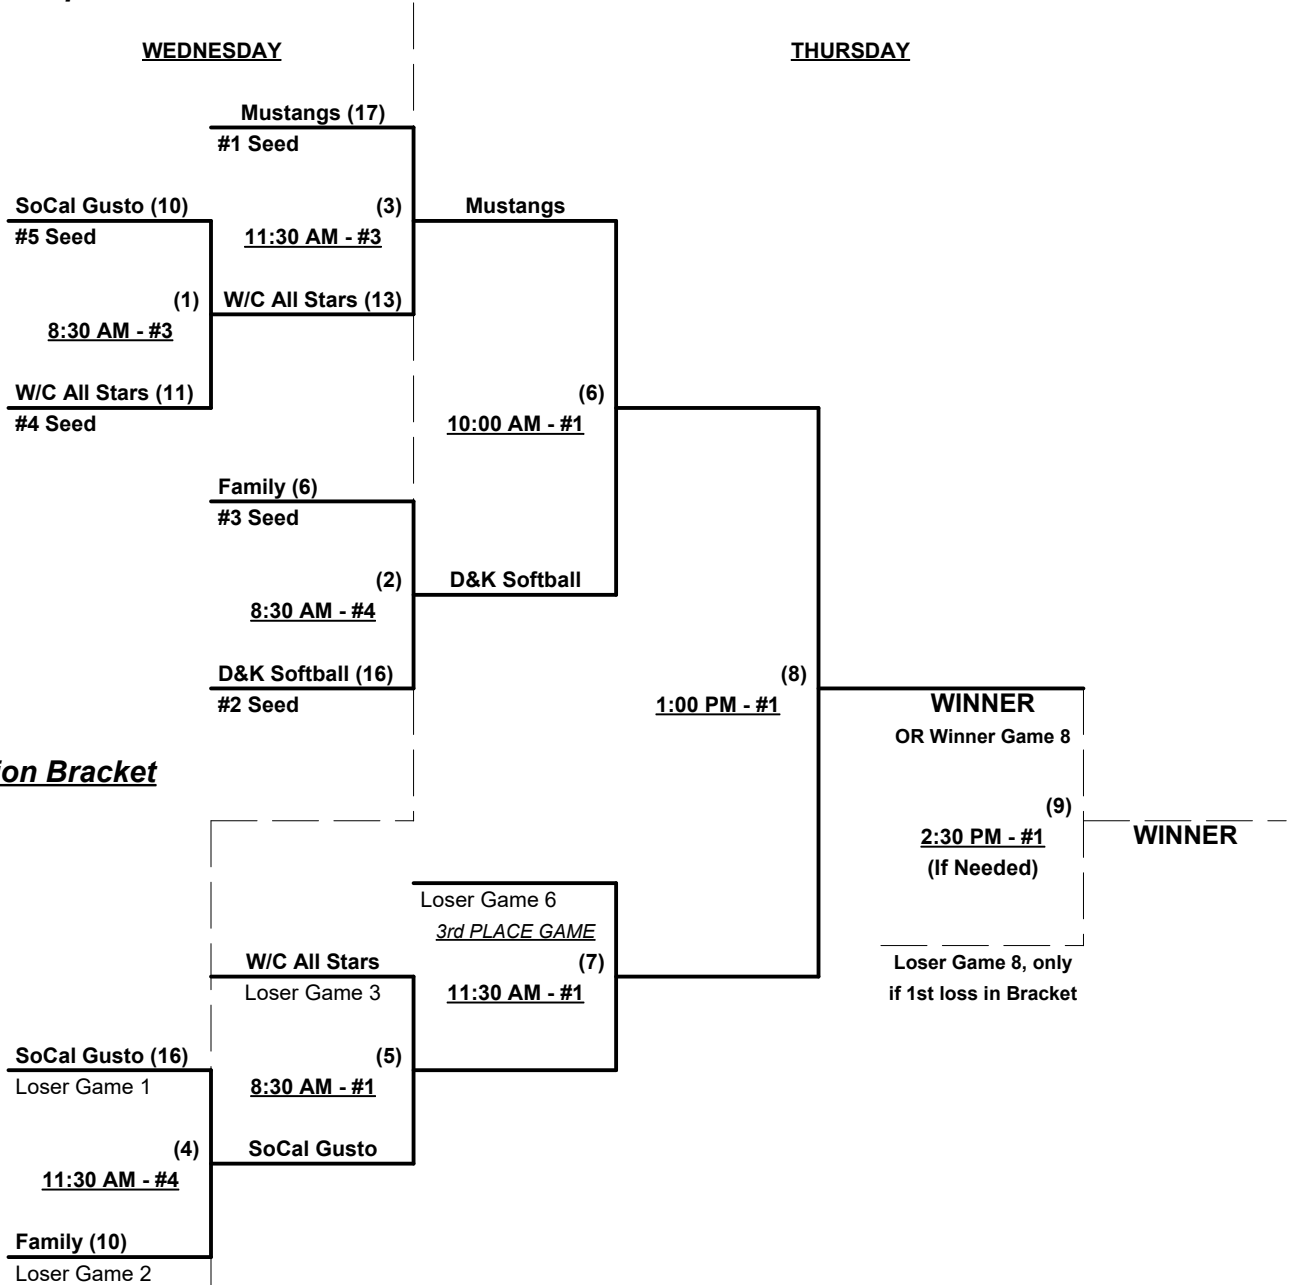 WEDNESDAY THURSDAY
Mustangs (17)
#1 Seed
SoCal Gusto (10) (3) Mustangs
#5 Seed 11:30 AM - #3
(1) W/C All Stars (13)
8:30 AM - #3
W/C All Stars (11) (6)
#4 Seed 10:00 AM - #1
Family (6)
#3 Seed
(2) D&K Softball
8:30 AM - #4
D&K Softball (16) (8)
#2 Seed 1:00 PM - #1 WINNER
OR Winner Game 8
ion Bracket
(9)
2:30 PM - #1 WINNER
(If Needed)
Loser Game 6
3rd PLACE GAME
W/C All Stars (7) Loser Game 8, only
Loser Game 3 11:30 AM - #1 if 1st loss in Bracket
SoCal Gusto (16) (5)
Loser Game 1 8:30 AM - #1
(4) SoCal Gusto
11:30 AM - #4
Family (10)
Loser Game 2